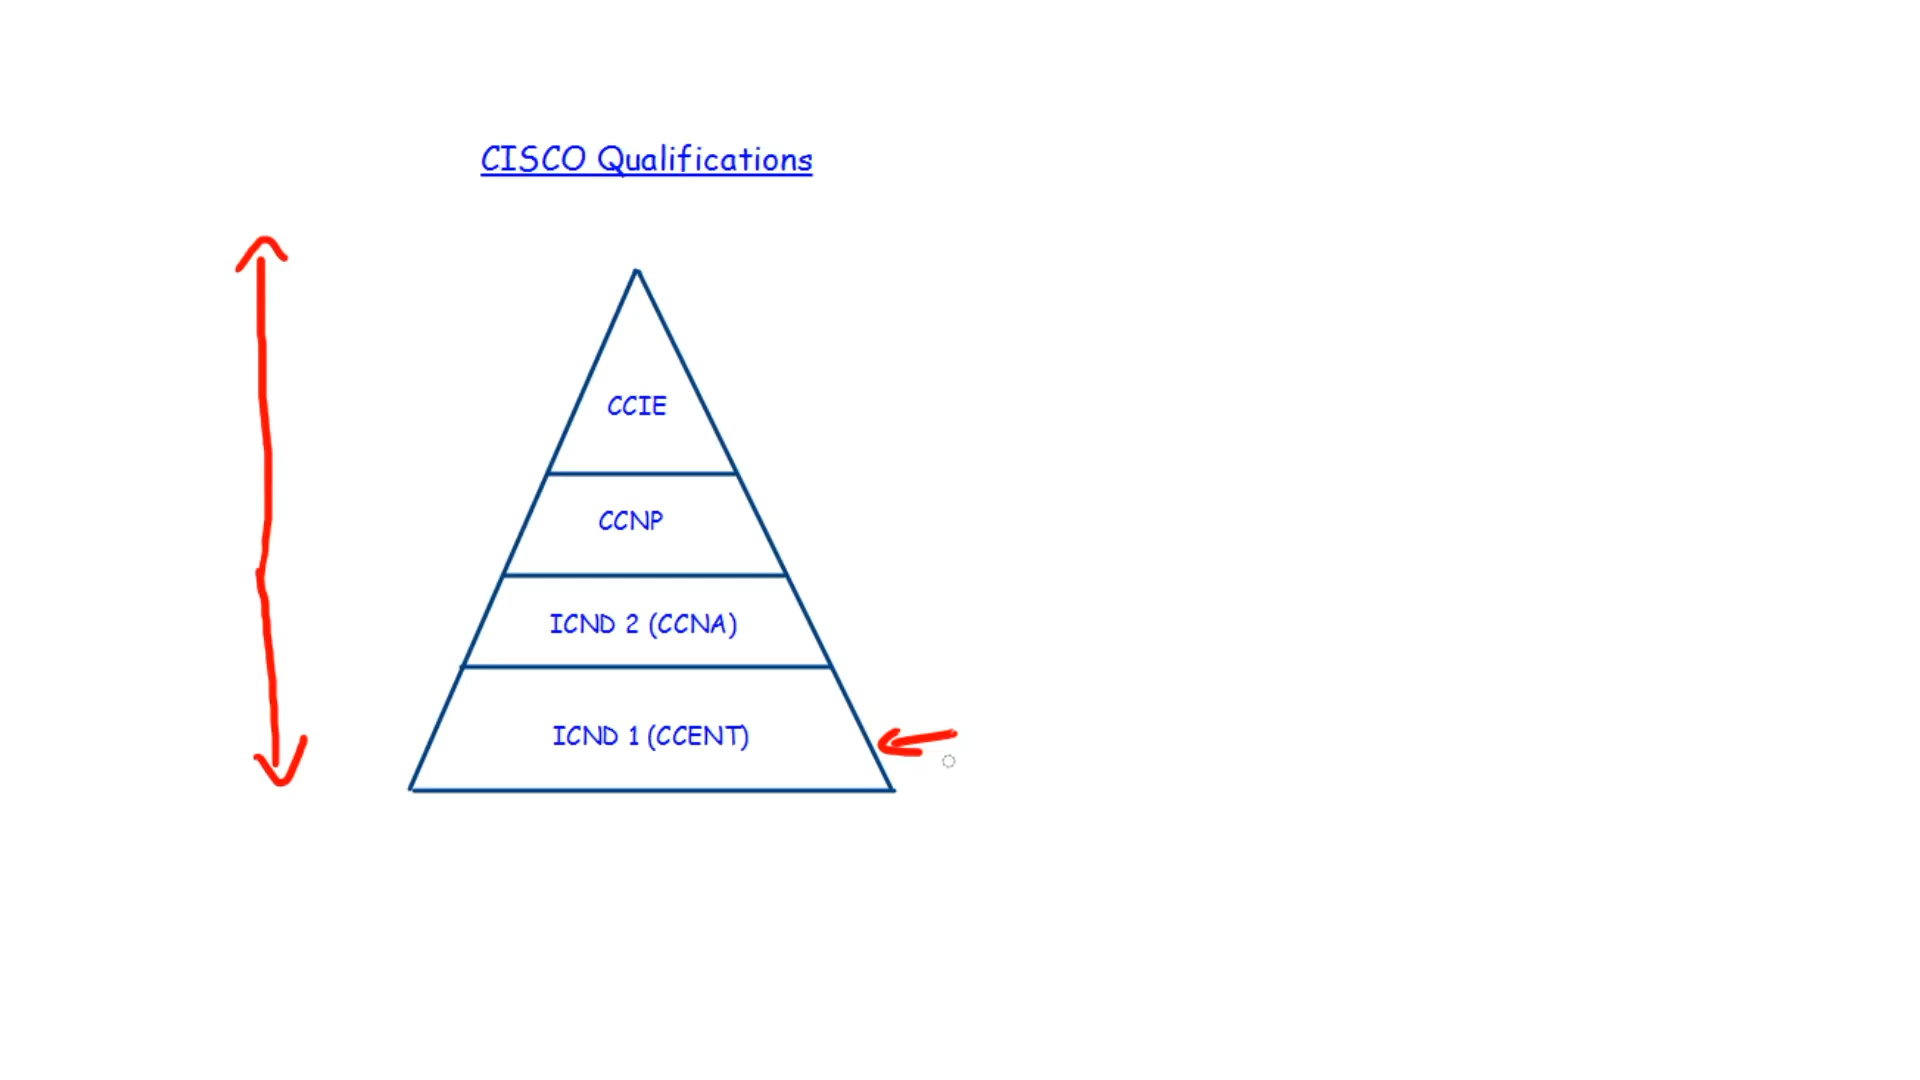 CISCO Qualifications
CCIE
CCNP
ICND 2 (CCNA)
ICND 1 (CCENT)